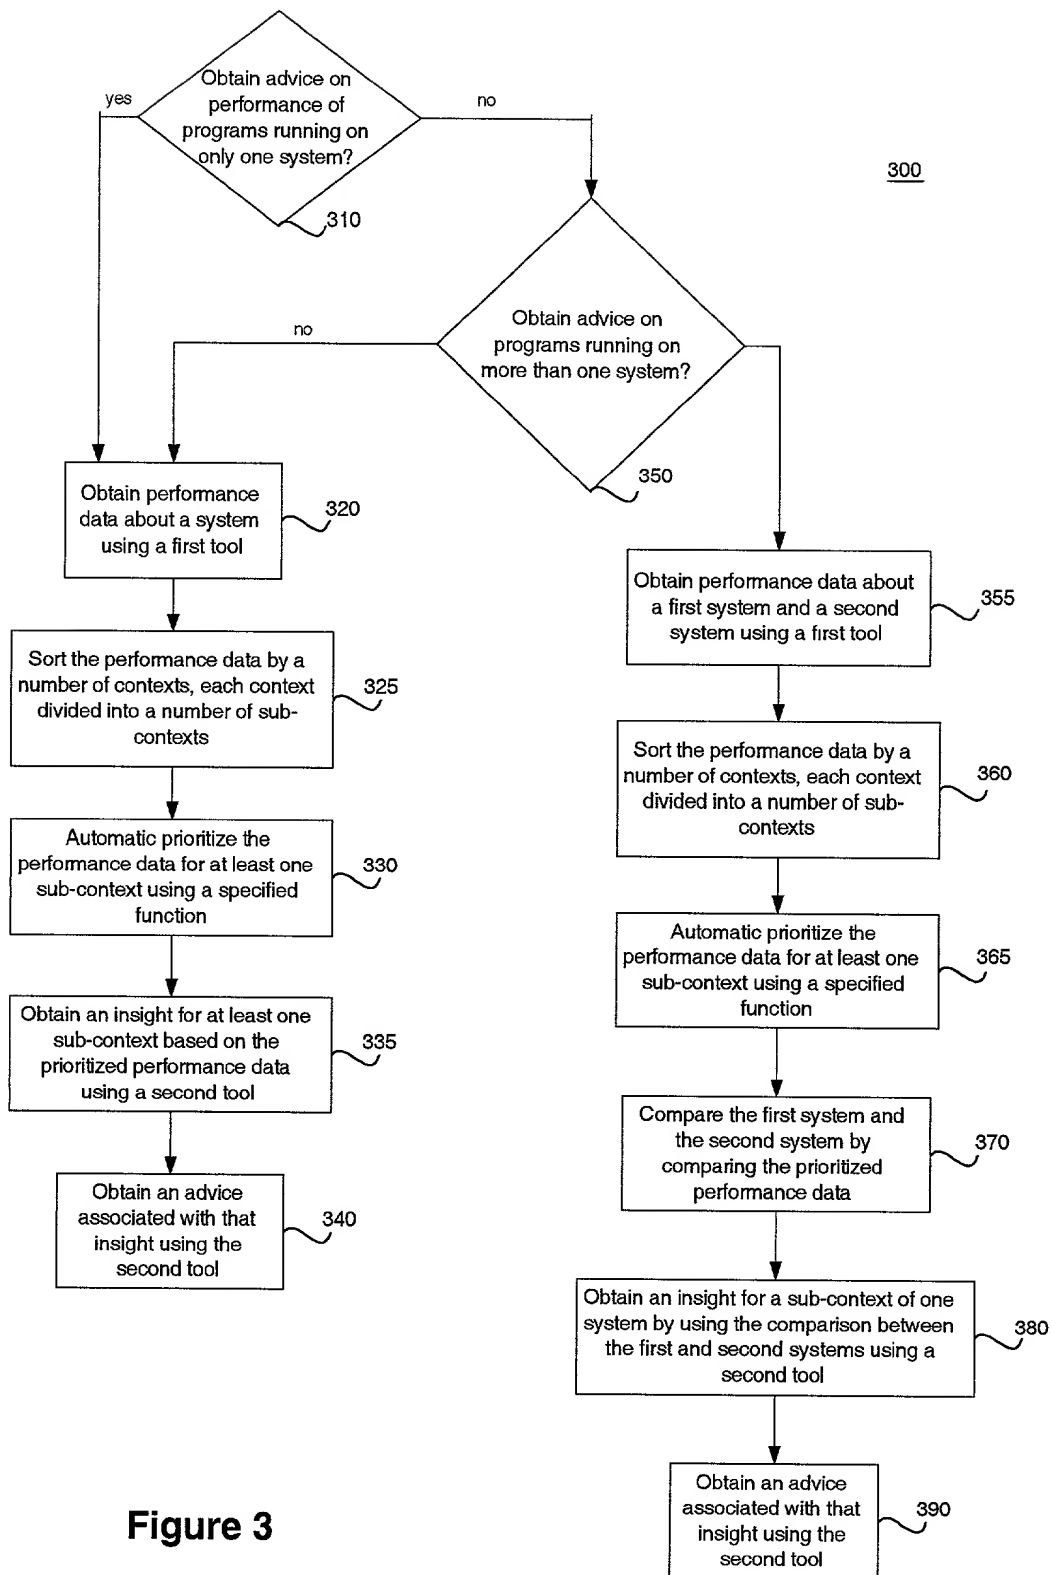 Obtain advice on
performance of
programs running on
only one system?
yes
no
300
310
Obtain advice on
programs running on
more than one system?
no
350
Obtain performance
data about a system
using a first tool
320
Obtain performance data about
a first system and a second
system using a first tool
355
Sort the performance data by a
number of contexts, each context
divided into a number of sub-
contexts
325
Sort the performance data by a
number of contexts, each context
divided into a number of sub-
contexts
360
Automatic prioritize the
performance data for at least one
sub-context using a specified
function
330
Automatic prioritize the
performance data for at least one
sub-context using a specified
function
365
Obtain an insight for at least one
sub-context based on the
prioritized performance data
using a second tool
335
Compare the first system and
the second system by
comparing the prioritized
performance data
370
Obtain an advice
associated with that
insight using the
second tool
340
Obtain an insight for a sub-context of one
system by using the comparison between
the first and second systems using a
second tool
380
Obtain an advice
associated with that
insight using the
second tool
390
Figure 3